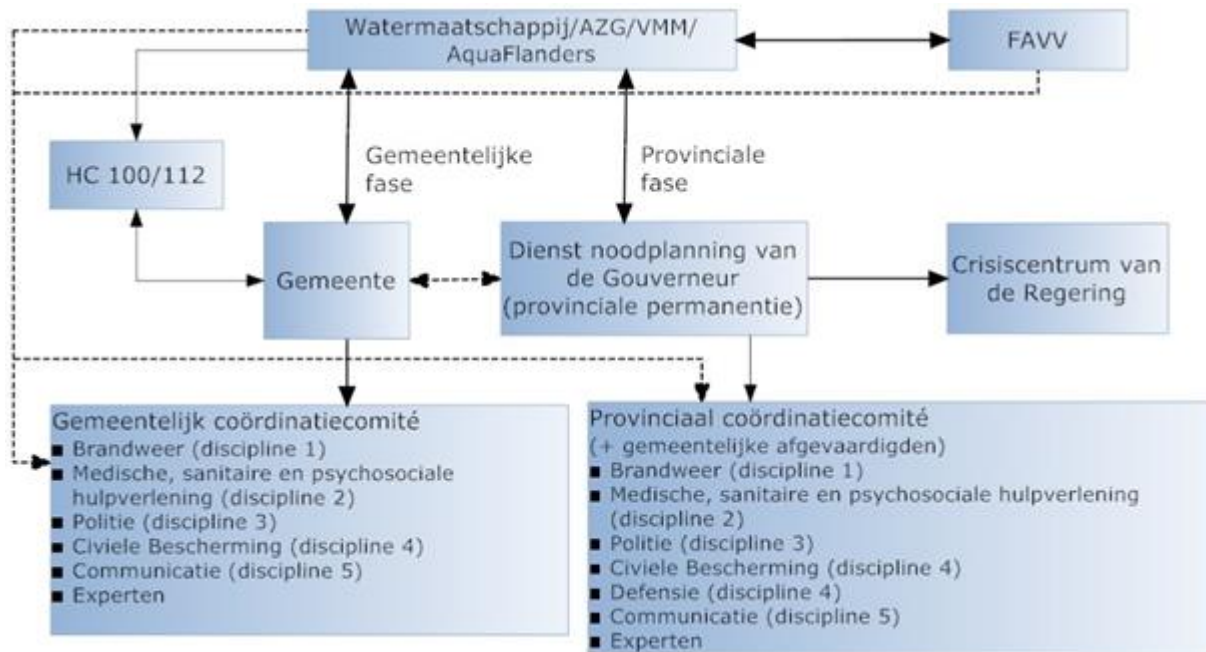 Watermaatschappij/AZG/VMM/
AquaFlanders
FAVV
HC 100/112
Gemeentelijke
fase
Provinciale
fase
Gemeente
Dienst noodplanning van
de Gouverneur
(provinciale permanentie)
Crisiscentrum van
de Regering
Gemeentelijk coördinatiecomité
■ Brandweer (discipline 1)
■ Medische, sanitaire en psychosociale
hulpverlening (discipline 2)
■ Politie (discipline 3)
■ Civiele Bescherming (discipline 4)
■ Communicatie (discipline 5)
■ Experten
Provinciaal coördinatiecomité
(+ gemeentelijke afgevaardigden)
■ Brandweer (discipline 1)
■ Medische, sanitaire en psychosociale hulpverlening
(discipline 2)
■ Politie (discipline 3)
■ Civiele Bescherming (discipline 4)
■ Defensie (discipline 4)
■ Communicatie (discipline 5)
■ Experten